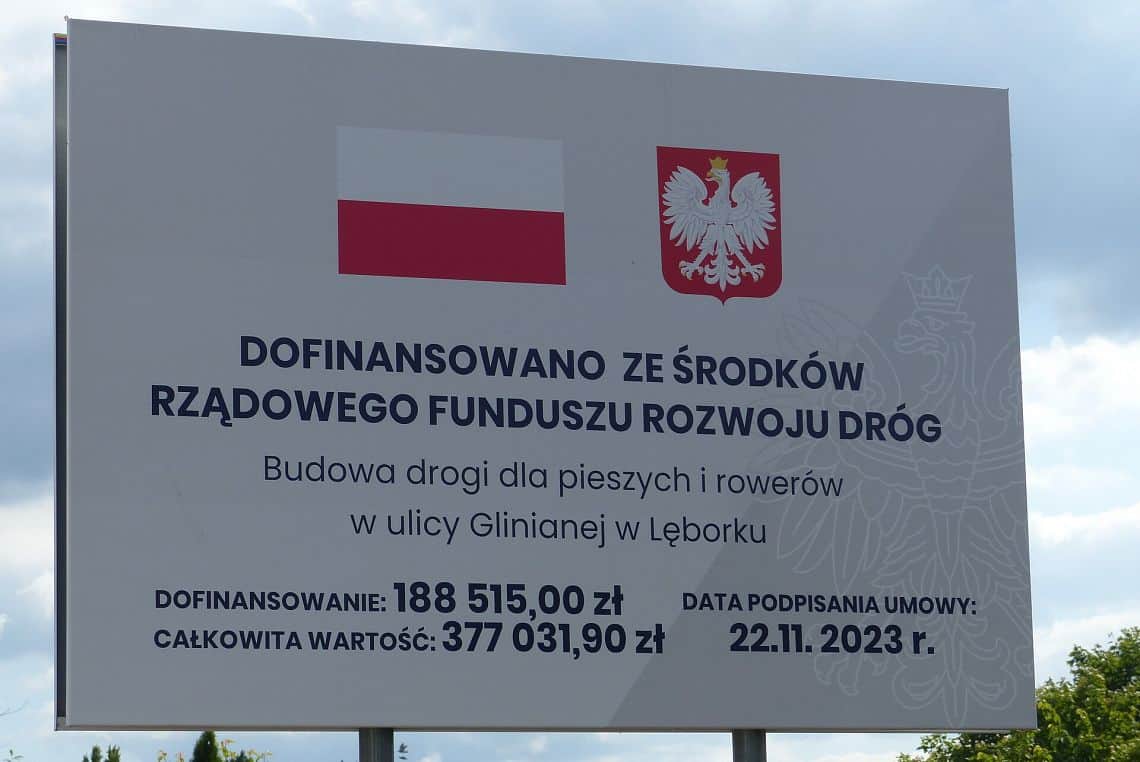 DOFINANSOWANO ZE ŚRODKÓW
RZĄDOWEGO FUNDUSZU ROZWOJU DRÓG
Budowa drogi dla pieszych i rowerów
w ulicy Glinianej w Lęborku
DOFINANSOWANIE: 188 515,00 zł
CAŁKOWITA WARTOŚĆ: 377 031,90 zł
DATA PODPISANIA UMOWY:
22.11. 2023 r.